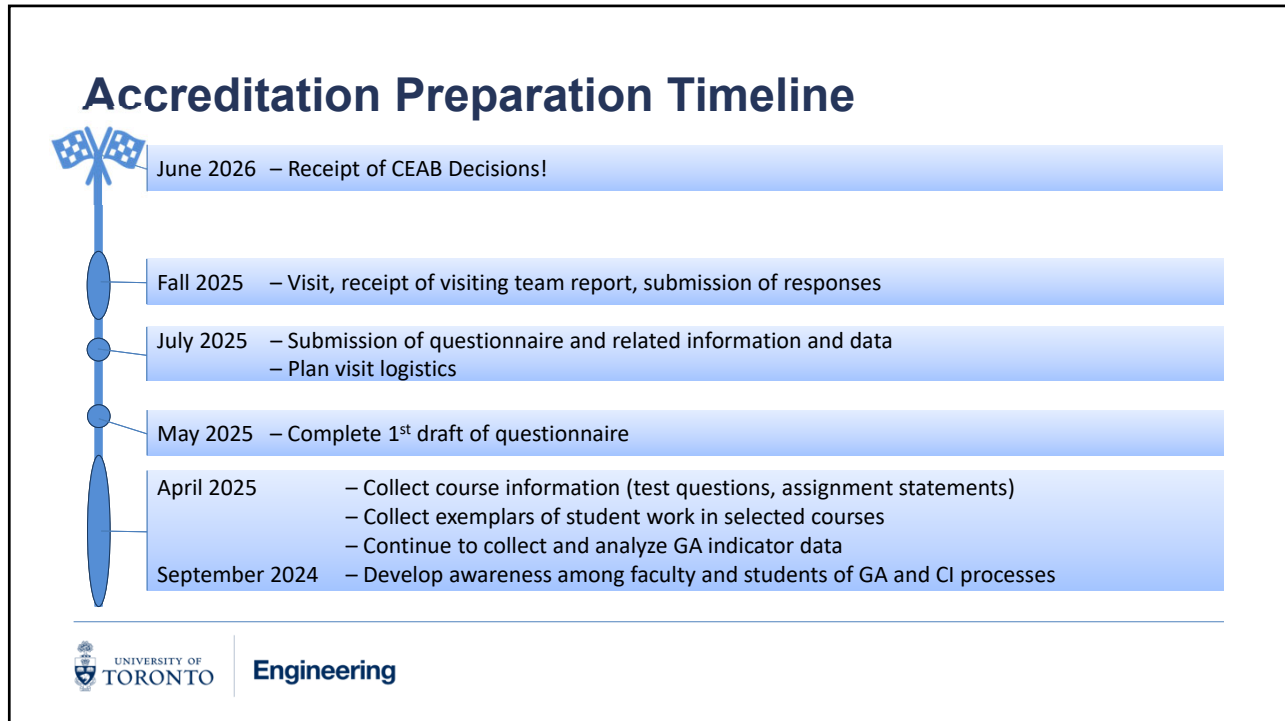 Accreditation Preparation Timeline
June 2026 – Receipt of CEAB Decisions!
Fall 2025 – Visit, receipt of visiting team report, submission of responses
July 2025 – Submission of questionnaire and related information and data
– Plan visit logistics
May 2025 – Complete 1st draft of questionnaire
April 2025 – Collect course information (test questions, assignment statements)
– Collect exemplars of student work in selected courses
– Continue to collect and analyze GA indicator data
September 2024 – Develop awareness among faculty and students of GA and CI processes
UNIVERSITY OF
TORONTO
Engineering